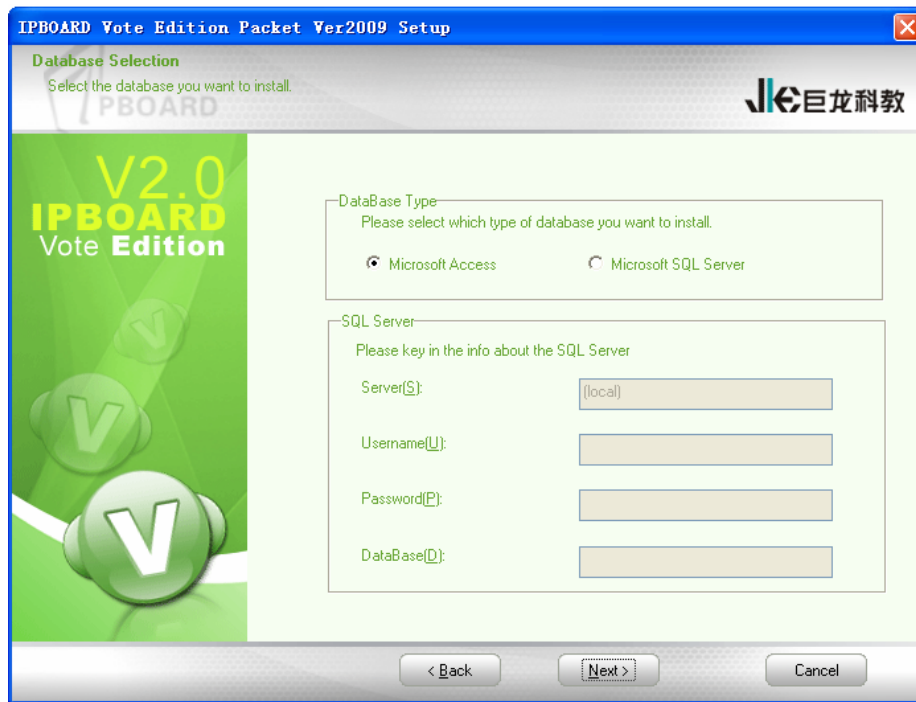 IPBOARD Vote Edition Packet Ver2009 Setup
Database Selection
Select the database you want to install.
PBOARD
JKE巨龙科教
V2.0
IPBOARD
Vote Edition
DataBase Type
Please select which type of database you want to install.
Microsoft Access
Microsoft SQL Server
SQL Server
Please key in the info about the SQL Server
Server(S):
(local)
Username(U):
Password(P):
DataBase(D):
V
V
V
< Back
Next >
Cancel